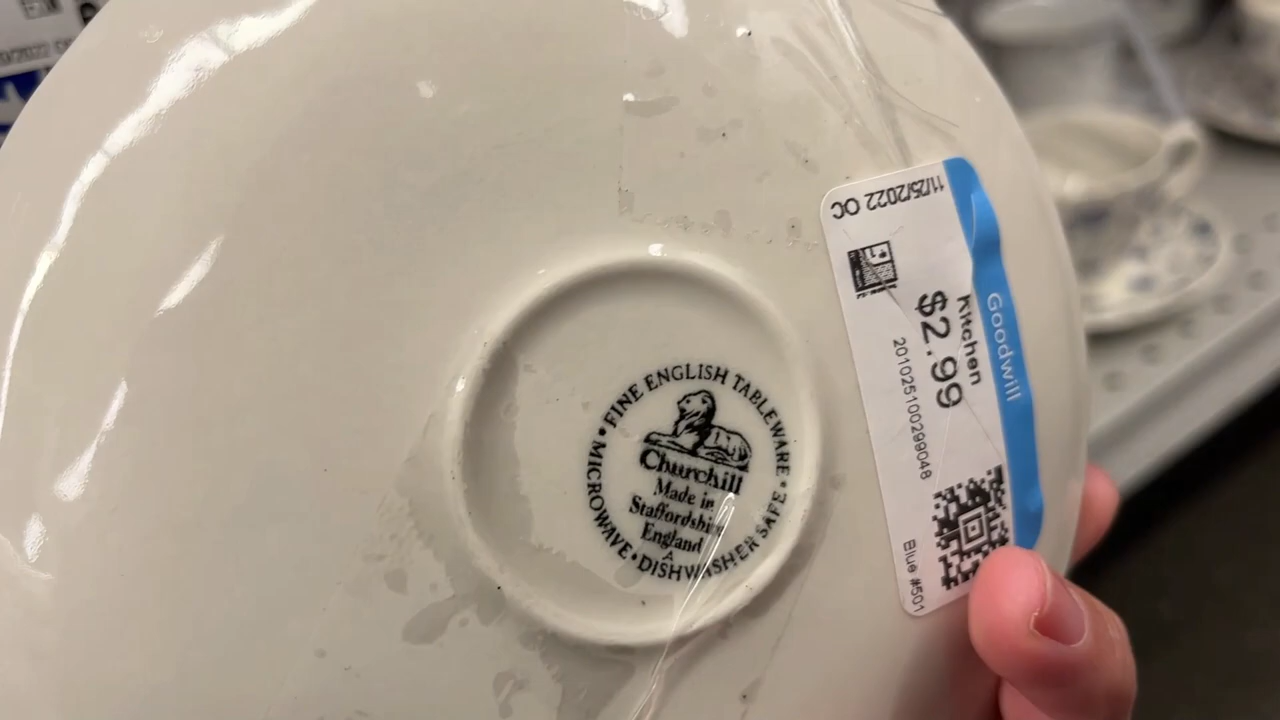 FINE ENGLISH TABLEWARE •
DISHWASHER SAFE •
MICROWAVE •
Churchill
Made in
Staffordshire
England
A
Goodwill
Kitchen
$2.99
201025100299048
11/25/2022 OC
Blue #501